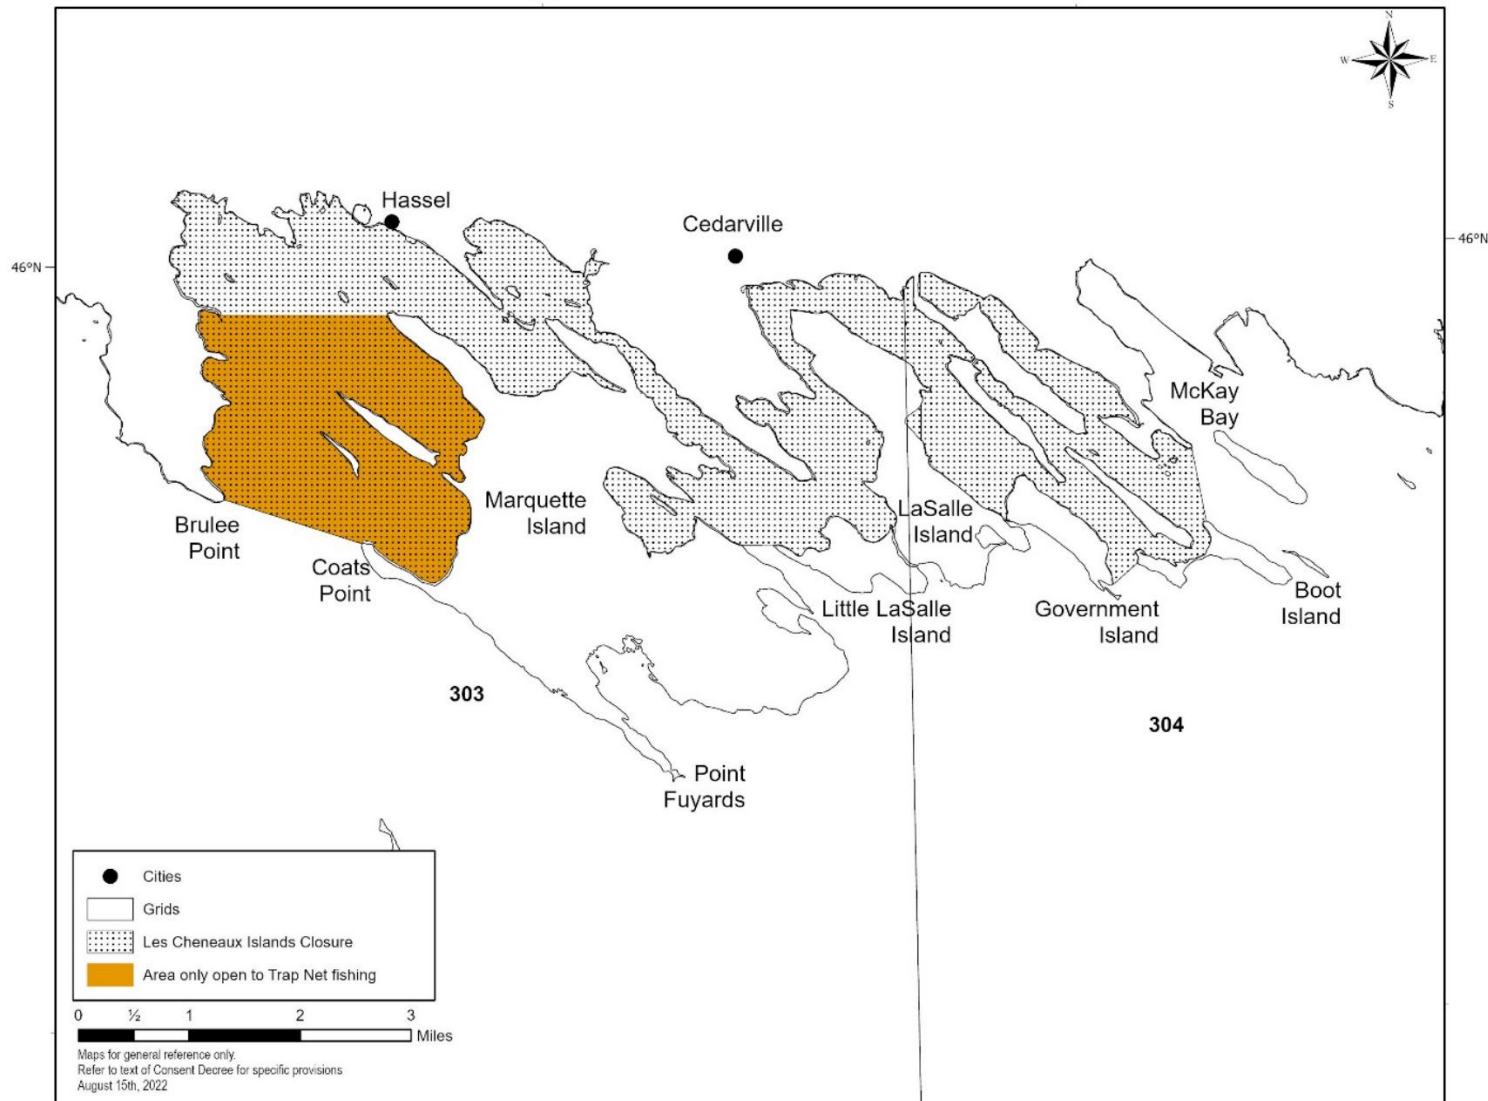 N
W
E
S
Hassel
Cedarville
46°N
46°N
McKay
Bay
Marquette
Island
LaSalle
Island
Brulee
Point
Coats
Point
Little LaSalle
Island
Government
Island
Boot
Island
303
304
Point
Fuyards
Cities
Grids
Les Cheneaux Islands Closure
Area only open to Trap Net fishing
0 ½ 1 2 3
Miles
Maps for general reference only.
Refer to text of Consent Decree for specific provisions
August 15th, 2022